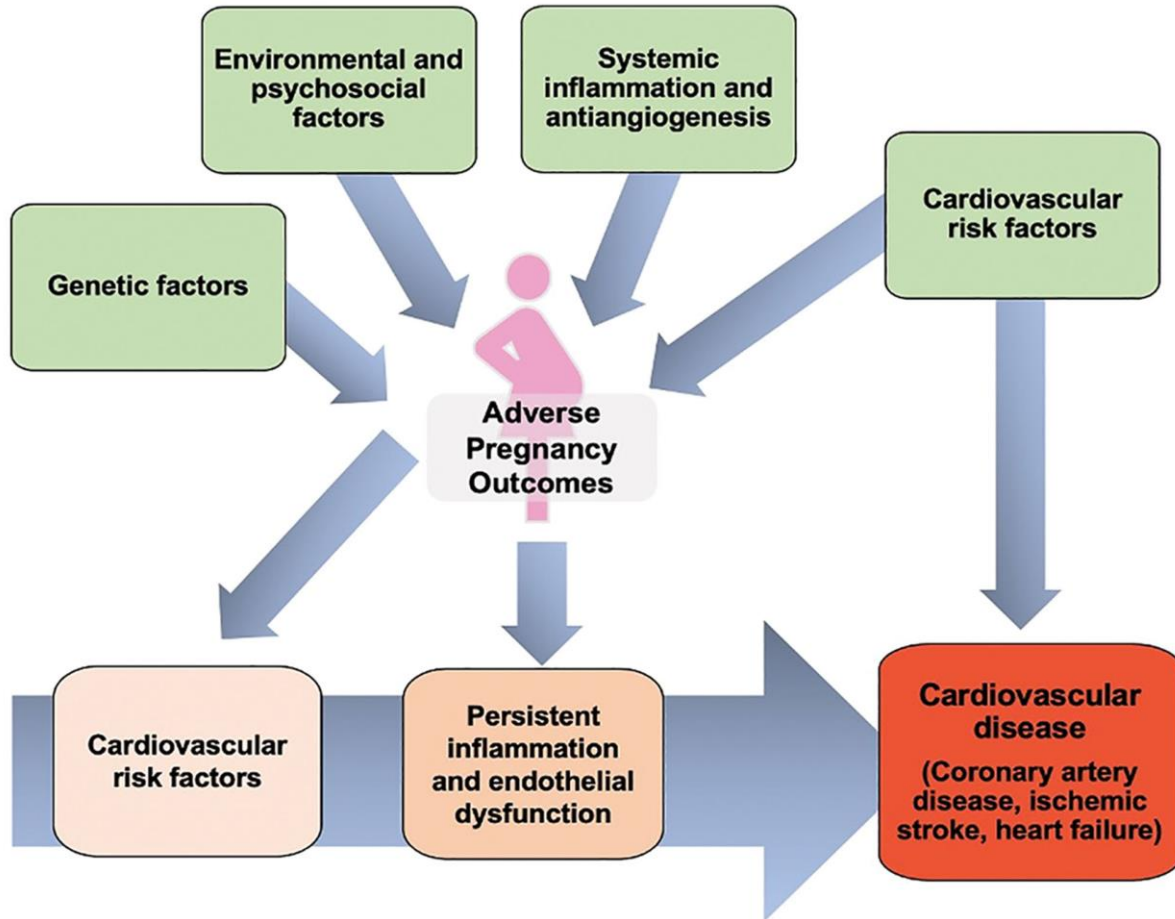 Environmental and
psychosocial
factors
Systemic
inflammation and
antiangiogenesis
Cardiovascular
risk factors
Genetic factors
Adverse
Pregnancy
Outcomes
Cardiovascular
risk factors
Persistent
inflammation
and endothelial
dysfunction
Cardiovascular
disease
(Coronary artery
disease, ischemic
stroke, heart failure)